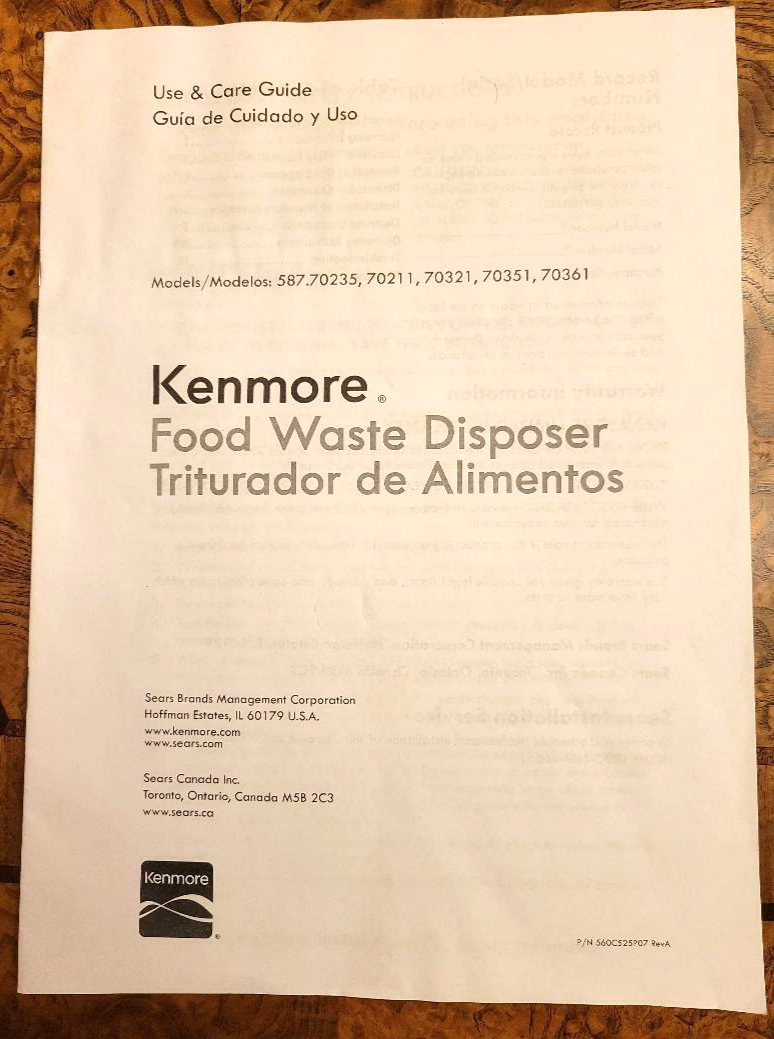 Use & Care Guide
Guía de Cuidado y Uso
Models/Modelos: 587.70235, 70211, 70321, 70351, 70361
Kenmore®
Food Waste Disposer
Triturador de Alimentos
Sears Brands Management Corporation
Hoffman Estates, IL 60179 U.S.A.
www.kenmore.com
www.sears.com
Sears Canada Inc.
Toronto, Ontario, Canada M5B 2C3
www.sears.ca
Kenmore®
P/N 560C525P07 RevA